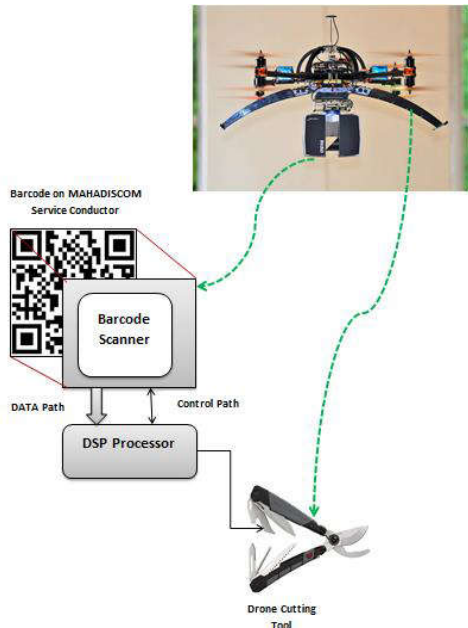 Barcode on MAHADISCOM
Service Conductor
Barcode
Scanner
DATA Path
Control Path
DSP Processor
Drone Cutting
Tool